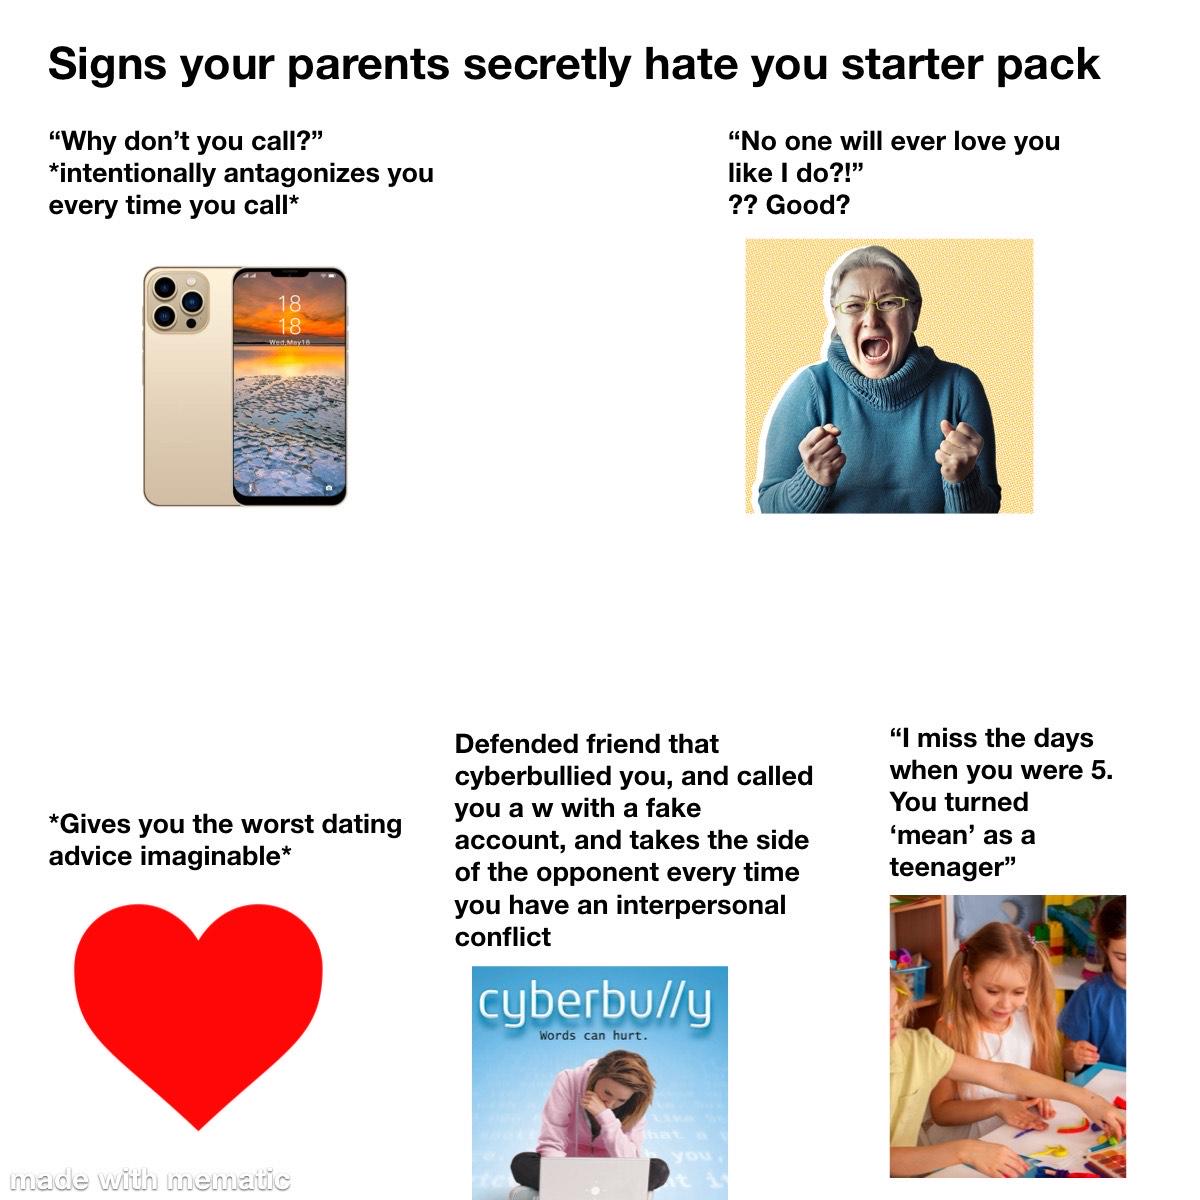 Signs your parents secretly hate you starter pack
“Why don’t you call?”
*intentionally antagonizes you
every time you call*
“No one will ever love you
like I do?!”
?? Good?
18
18
Wed,May18
*Gives you the worst dating
advice imaginable*
Defended friend that
cyberbullied you, and called
you a w with a fake
account, and takes the side
of the opponent every time
you have an interpersonal
conflict
cyberbu//y
Words can hurt.
“I miss the days
when you were 5.
You turned
‘mean’ as a
teenager”
made with mematic